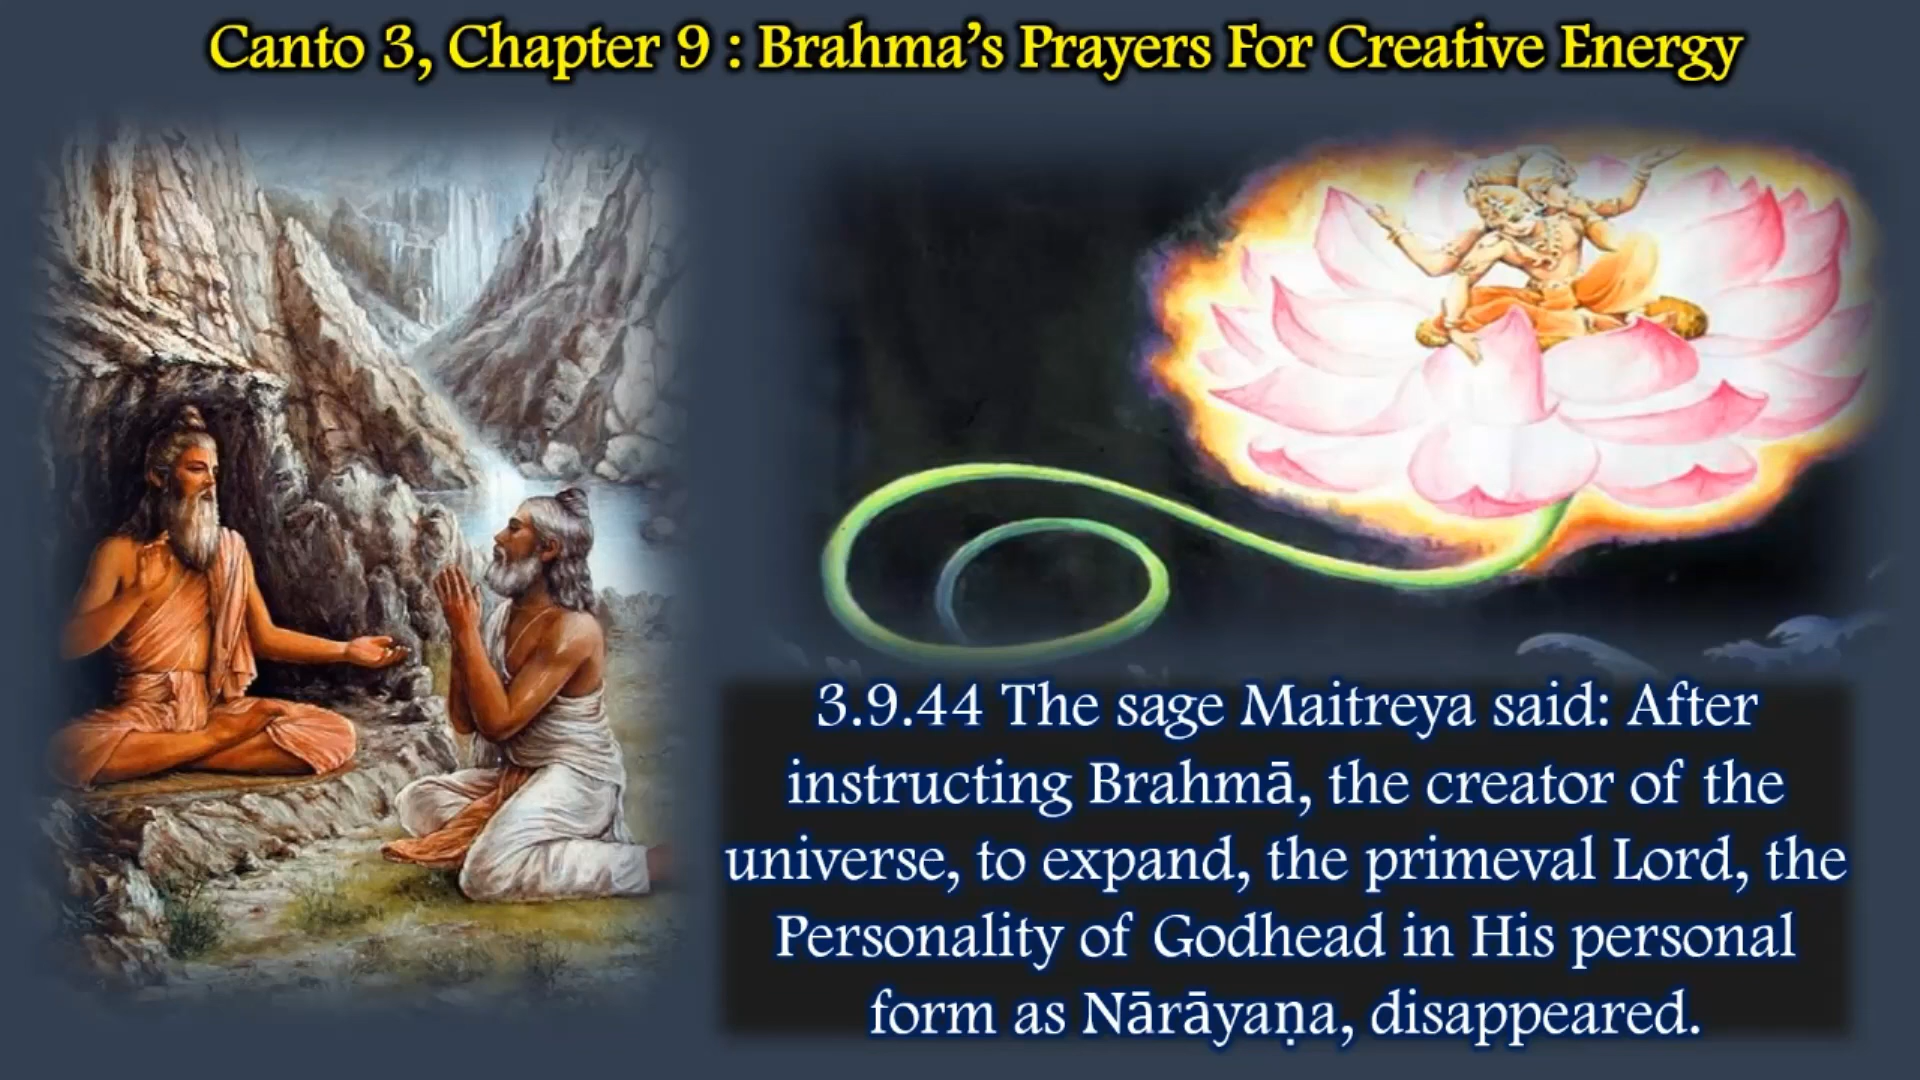 Canto 3, Chapter 9 : Brahma’s Prayers For Creative Energy
3.9.44 The sage Maitreya said: After
instructing Brahmā, the creator of the
universe, to expand, the primeval Lord, the
Personality of Godhead in His personal
form as Nārāyaṇa, disappeared.